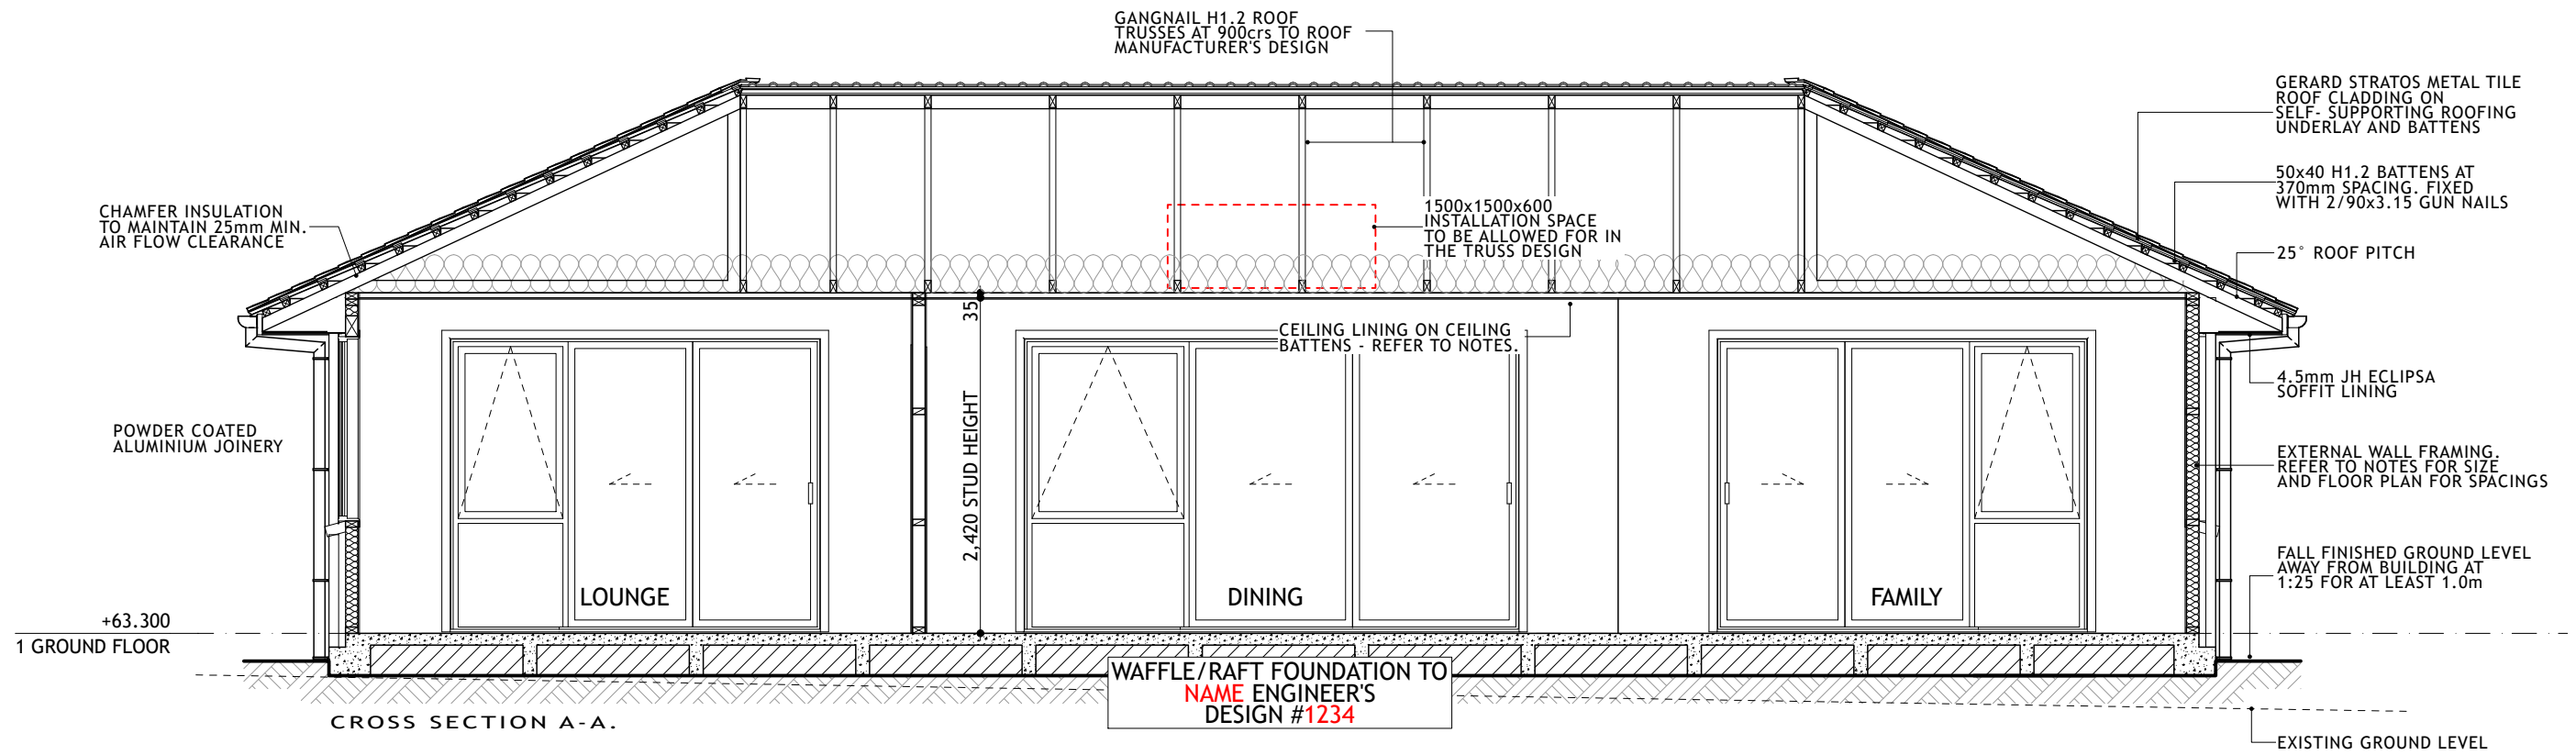 GANGNAIL H1.2 ROOF
TRUSSES AT 900crs TO ROOF
MANUFACTURER'S DESIGN
GERARD STRATOS METAL TILE
ROOF CLADDING ON
SELF- SUPPORTING ROOFING
UNDERLAY AND BATTENS
50x40 H1.2 BATTENS AT
370mm SPACING. FIXED
WITH 2/90x3.15 GUN NAILS
CHAMFER INSULATION
TO MAINTAIN 25mm MIN.
AIR FLOW CLEARANCE
1500x1500x600
INSTALLATION SPACE
TO BE ALLOWED FOR IN
THE TRUSS DESIGN
25° ROOF PITCH
35
CEILING LINING ON CEILING
BATTENS - REFER TO NOTES.
4.5mm JH ECLIPSA
SOFFIT LINING
POWDER COATED
ALUMINIUM JOINERY
2,420 STUD HEIGHT
EXTERNAL WALL FRAMING.
REFER TO NOTES FOR SIZE
AND FLOOR PLAN FOR SPACINGS
FALL FINISHED GROUND LEVEL
AWAY FROM BUILDING AT
1:25 FOR AT LEAST 1.0m
LOUNGE
DINING
FAMILY
+63.300
1 GROUND FLOOR
WAFFLE/RAFT FOUNDATION TO
NAME ENGINEER'S
DESIGN #1234
CROSS SECTION A-A.
EXISTING GROUND LEVEL